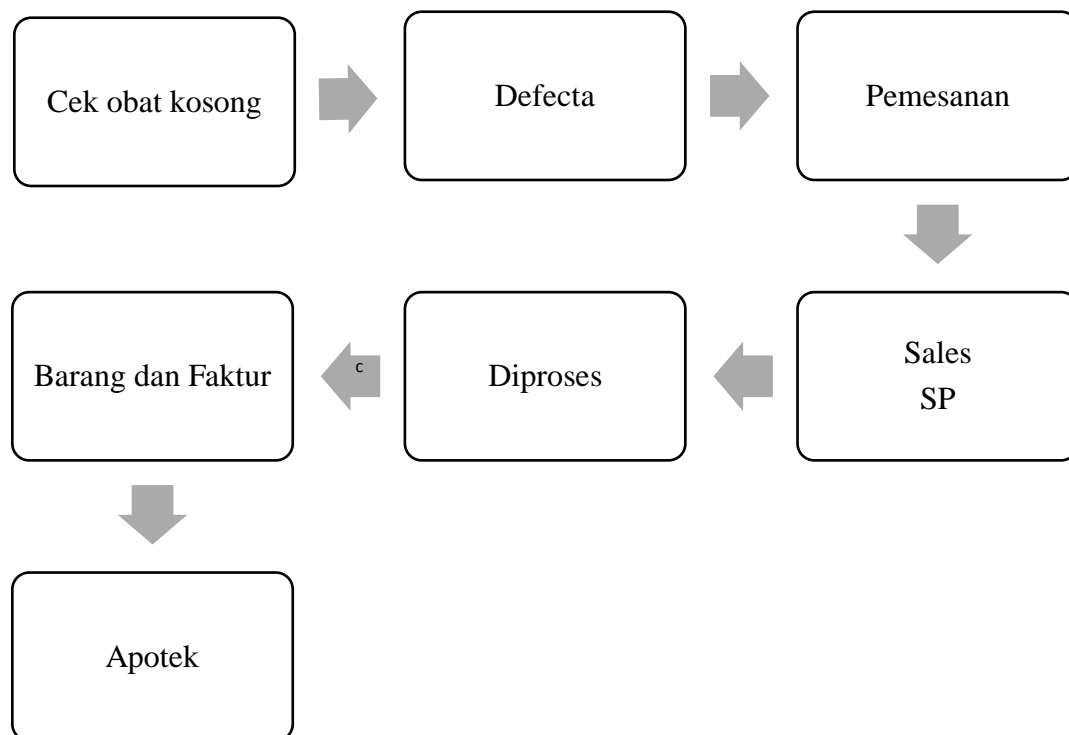 Cek obat kosong
Defecta
Pemesanan
Sales
SP
Diproses
c
Barang dan Faktur
Apotek